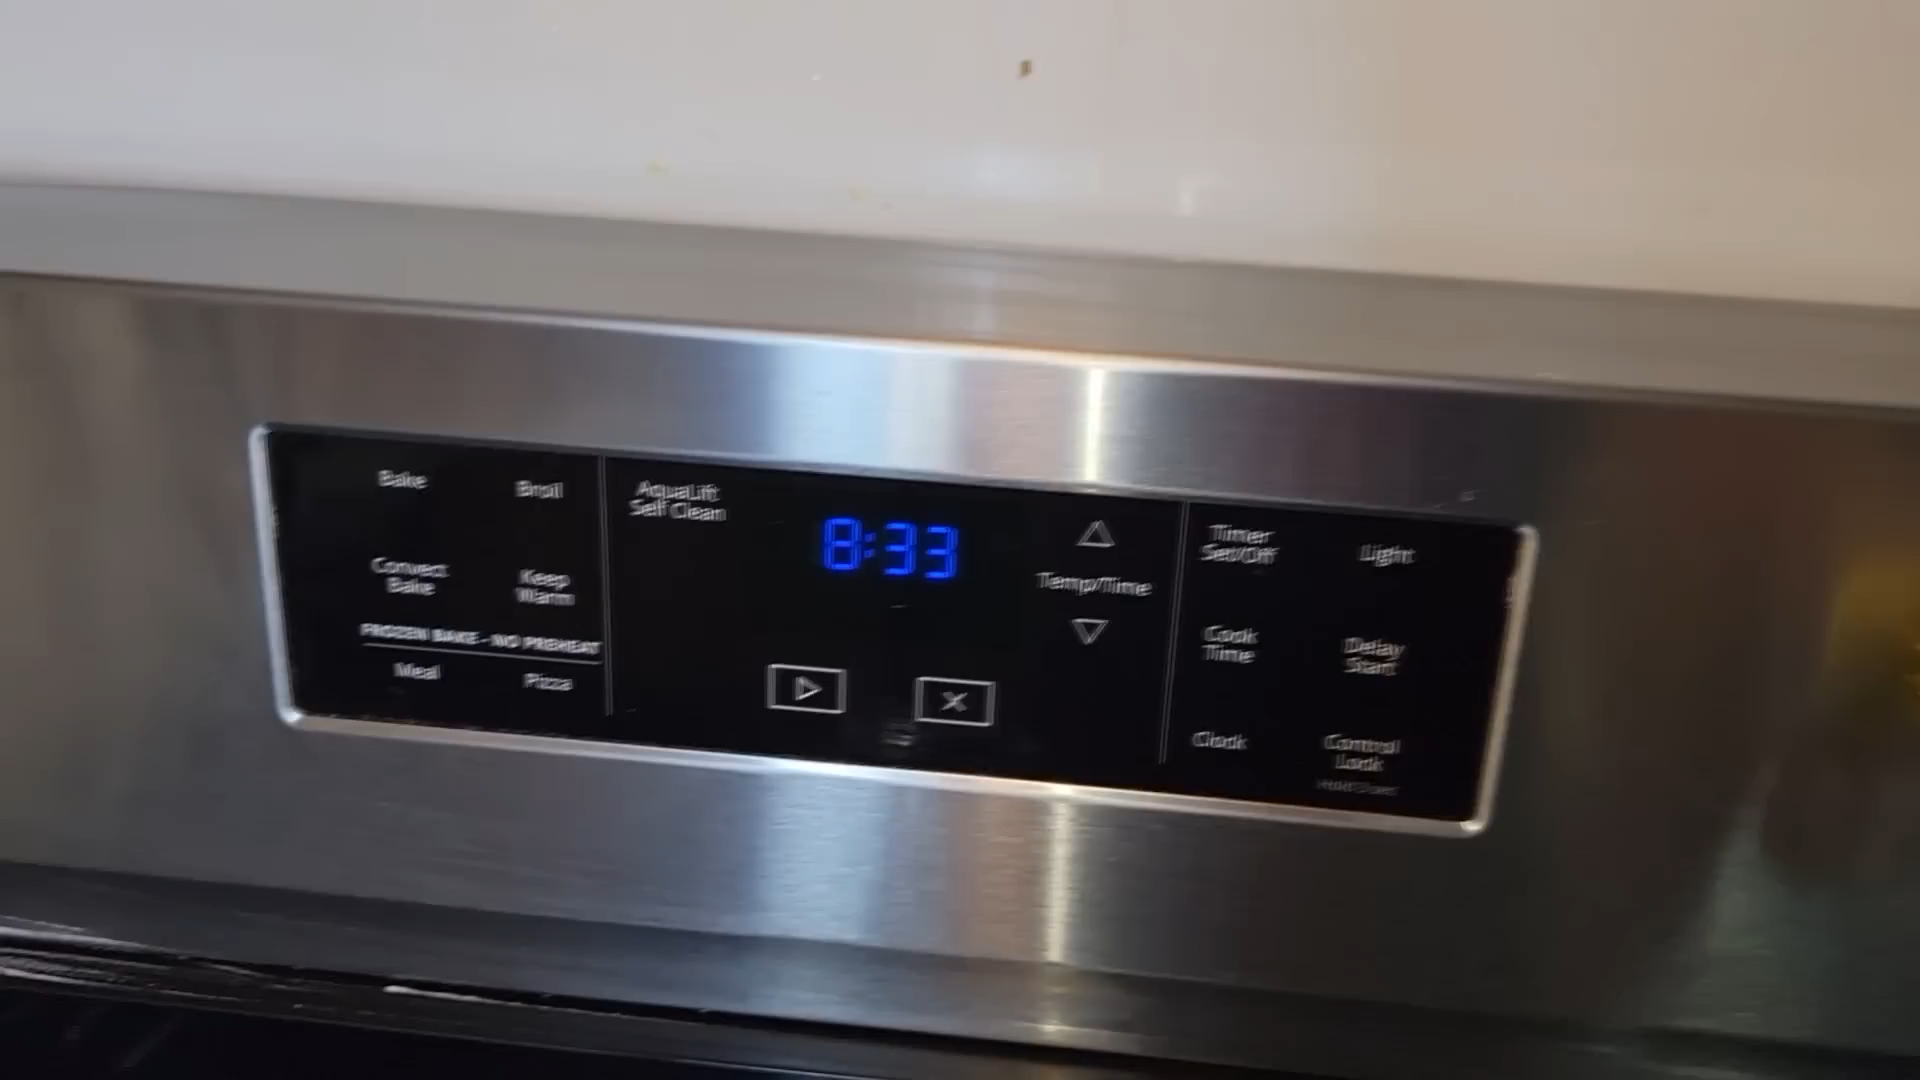 Bake
Broil
Convect
Bake
Keep
Warm
FROZEN BAKE - NO PREHEAT
Meal
Pizza
AquaLift
Self Clean
8:33
Temp/Time
Timer
Set/Off
Light
Cook
Time
Delay
Start
Clock
Control
Lock